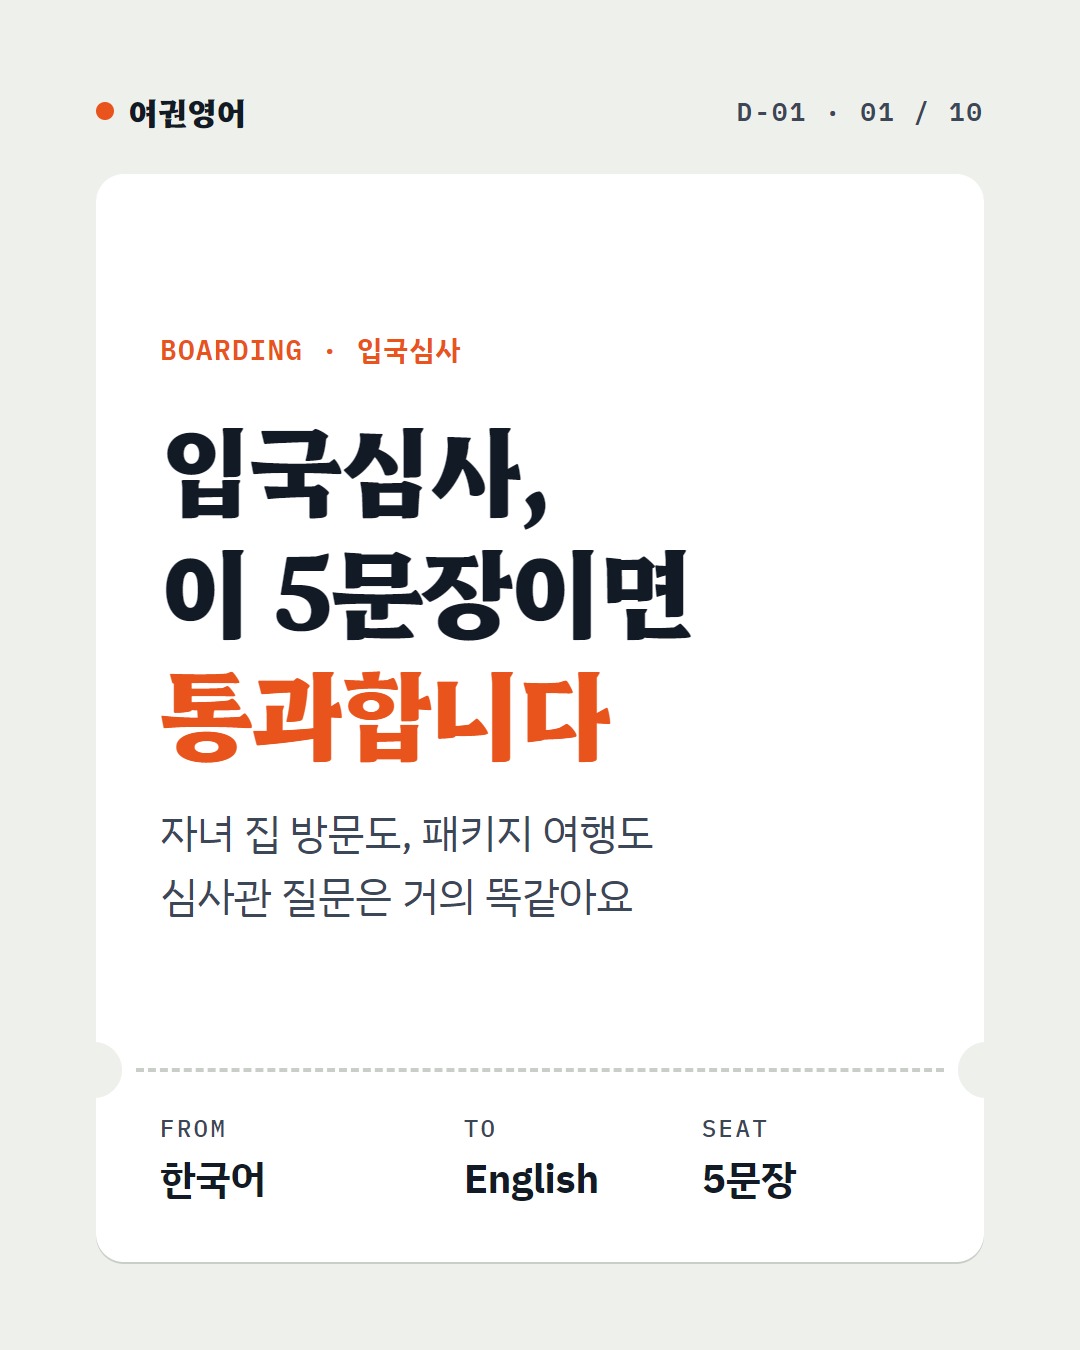 여권영어
D-01 · 01 / 10
BOARDING · 입국심사
입국심사,
이 5문장이면
통과합니다
자녀 집 방문도, 패키지 여행도
심사관 질문은 거의 똑같아요
FROM
한국어
TO
English
SEAT
5문장